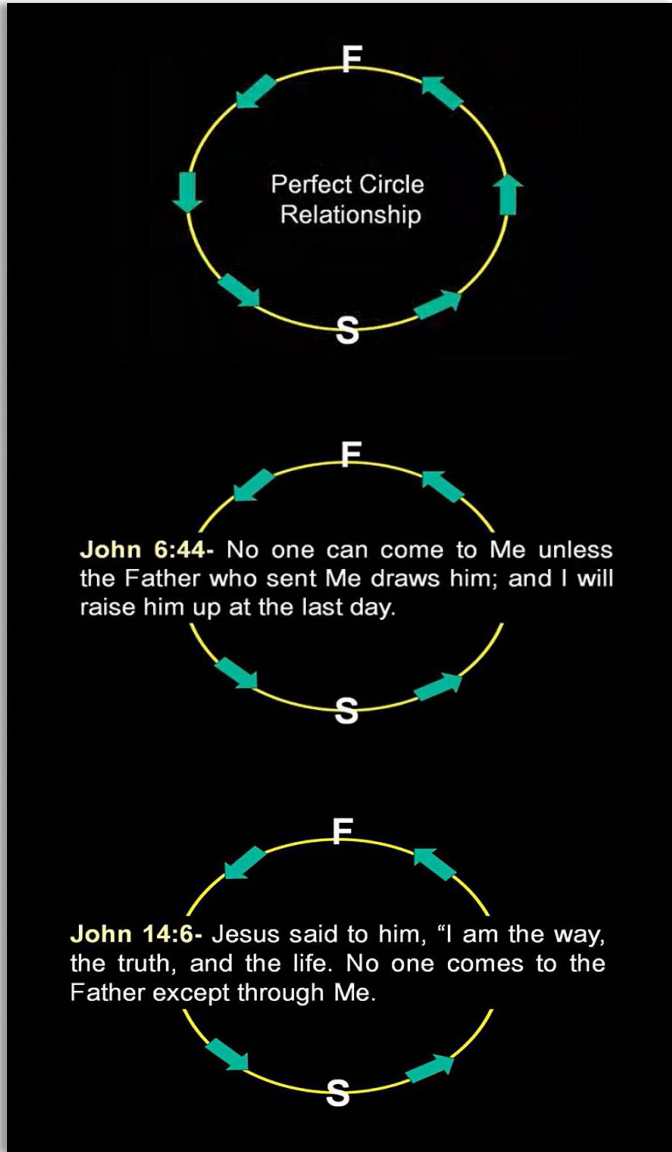 F
Perfect Circle
Relationship
S
F
John 6:44- No one can come to Me unless
the Father who sent Me draws him; and I will
raise him up at the last day.
S
F
John 14:6- Jesus said to him, “I am the way,
the truth, and the life. No one comes to the
Father except through Me.
S